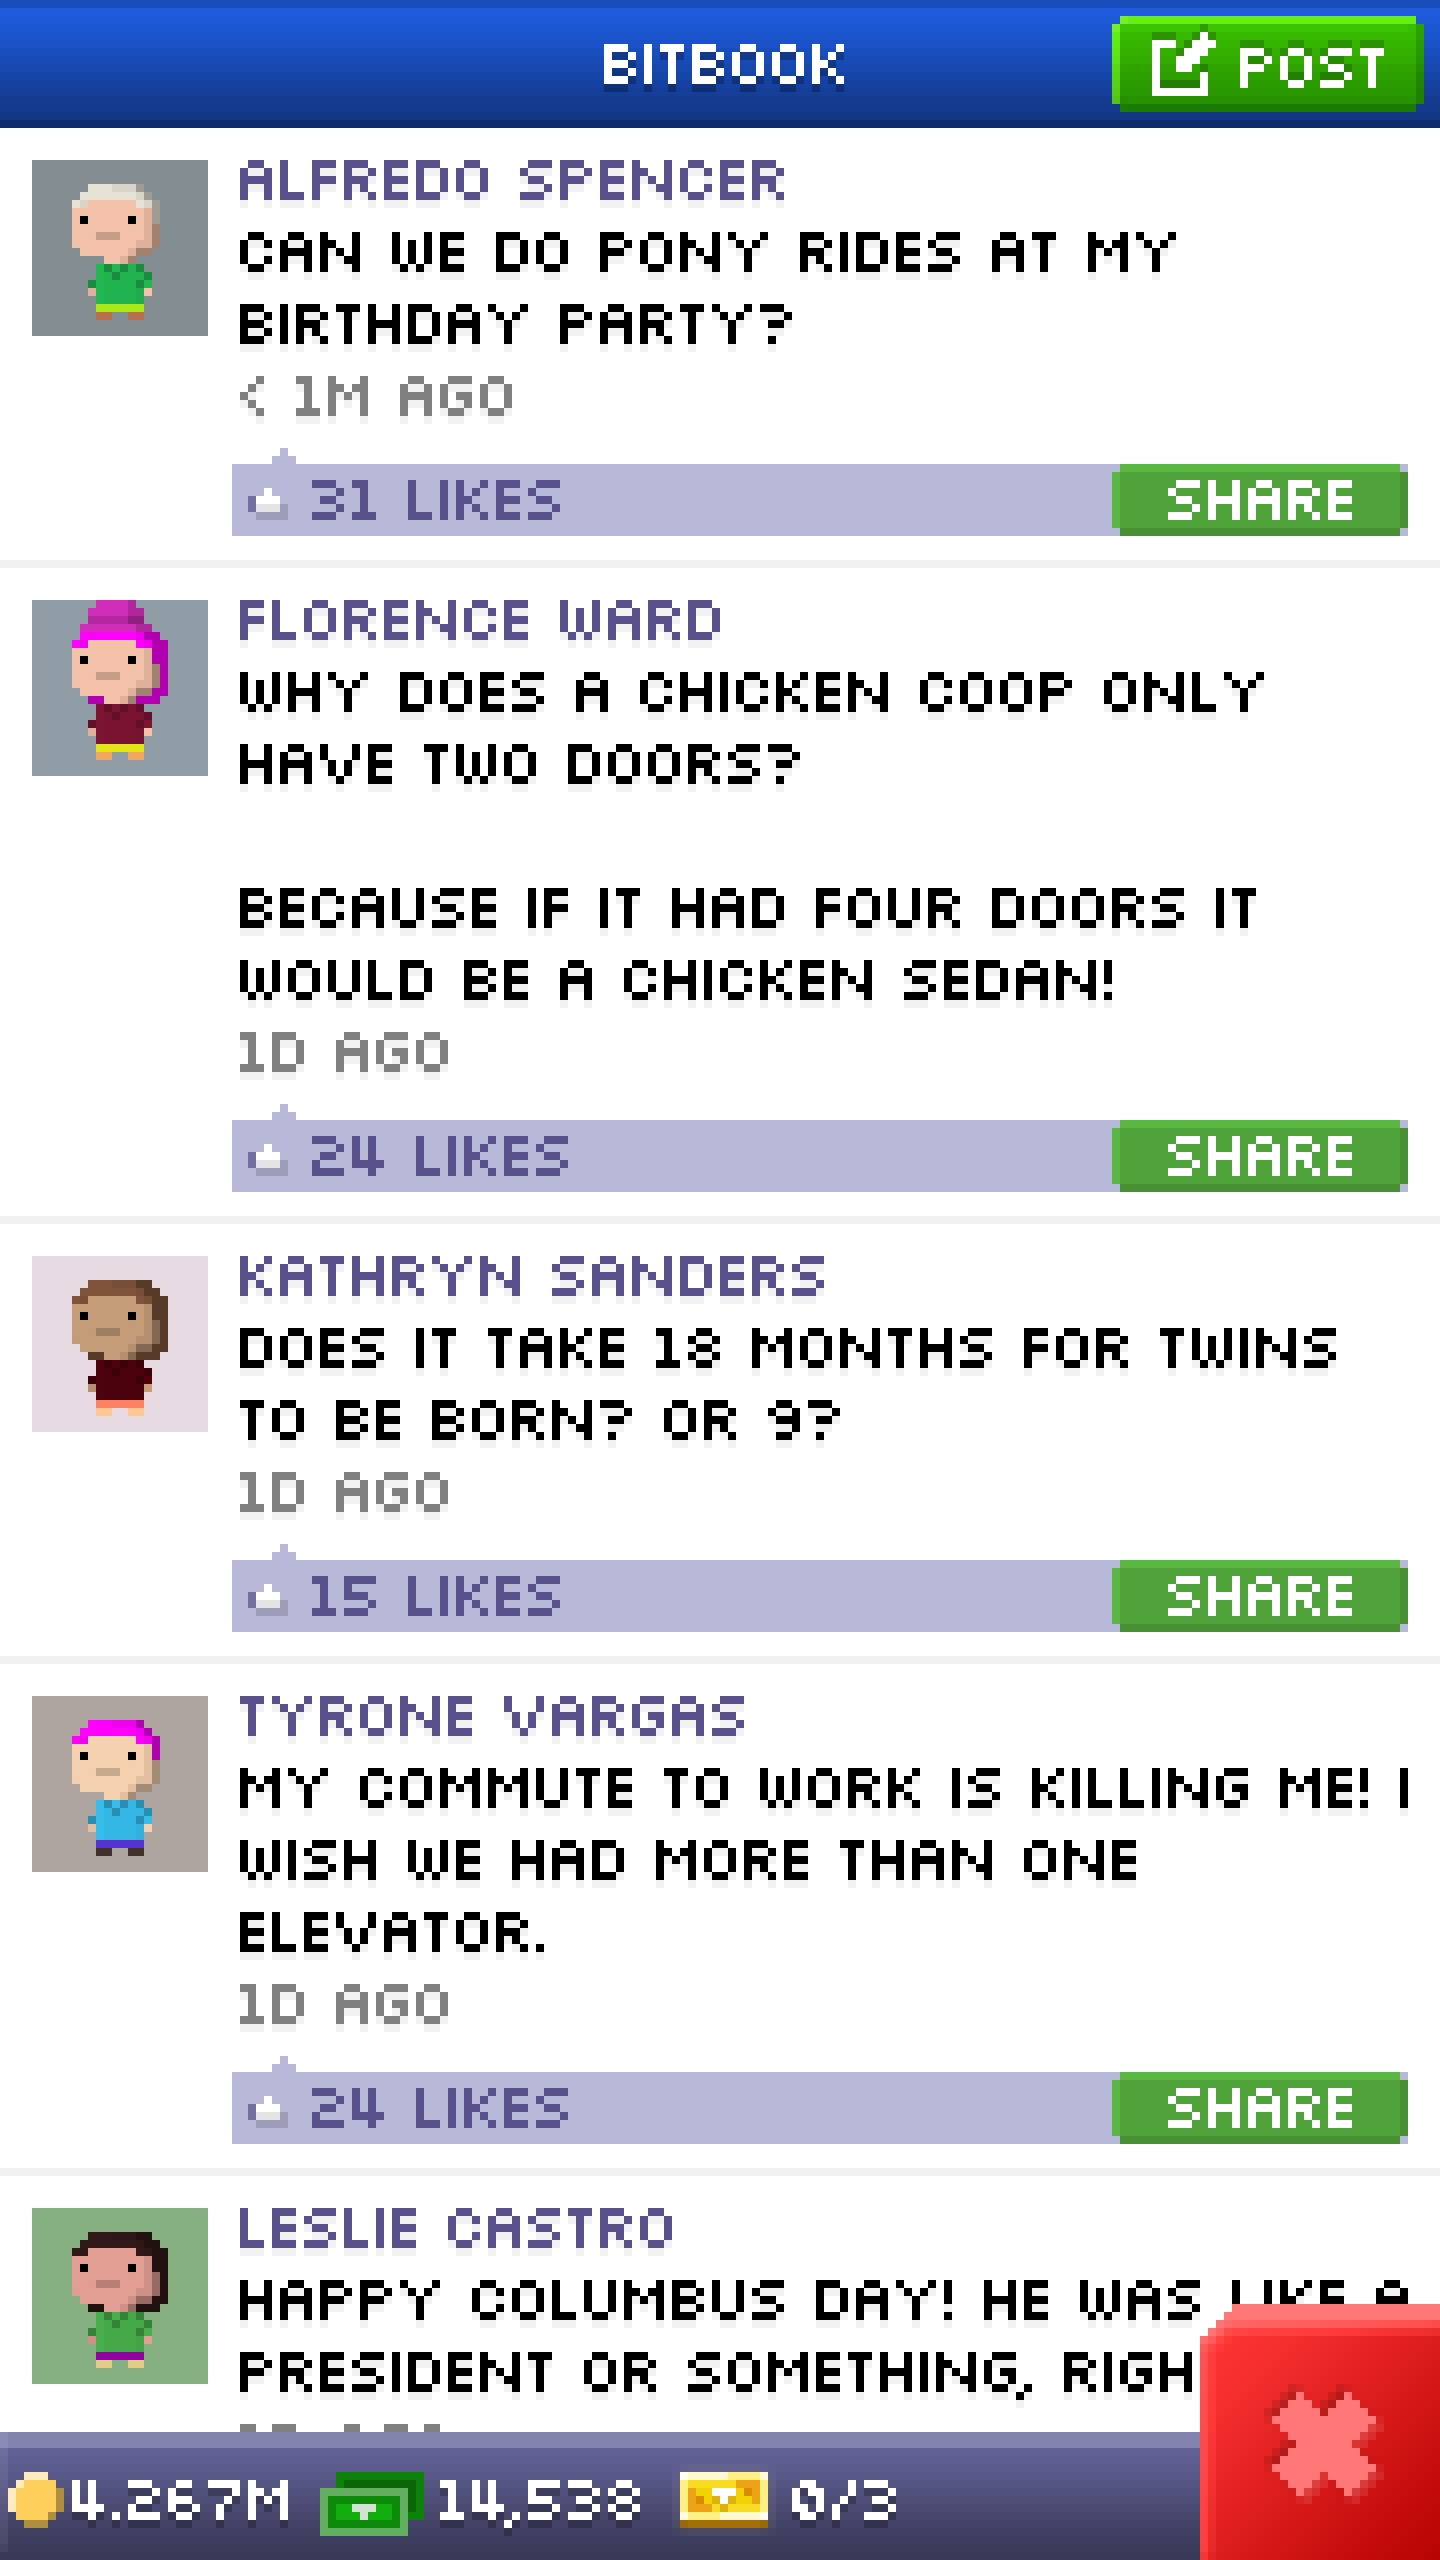 BITBOOK
POST
ALFREDO SPENCER
CAN WE DO PONY RIDES AT MY
BIRTHDAY PARTY?
< 1M AGO
31 LIKES
SHARE
FLORENCE WARD
WHY DOES A CHICKEN COOP ONLY
HAVE TWO DOORS?
BECAUSE IF IT HAD FOUR DOORS IT
WOULD BE A CHICKEN SEDAN!
1D AGO
24 LIKES
SHARE
KATHRYN SANDERS
DOES IT TAKE 18 MONTHS FOR TWINS
TO BE BORN? OR 9?
1D AGO
15 LIKES
SHARE
TYRONE VARGAS
MY COMMUTE TO WORK IS KILLING ME! I
WISH WE HAD MORE THAN ONE
ELEVATOR.
1D AGO
24 LIKES
SHARE
LESLIE CASTRO
HAPPY COLUMBUS DAY! HE WAS LIKE A
PRESIDENT OR SOMETHING, RIGH
4.267M
14,538
0/3